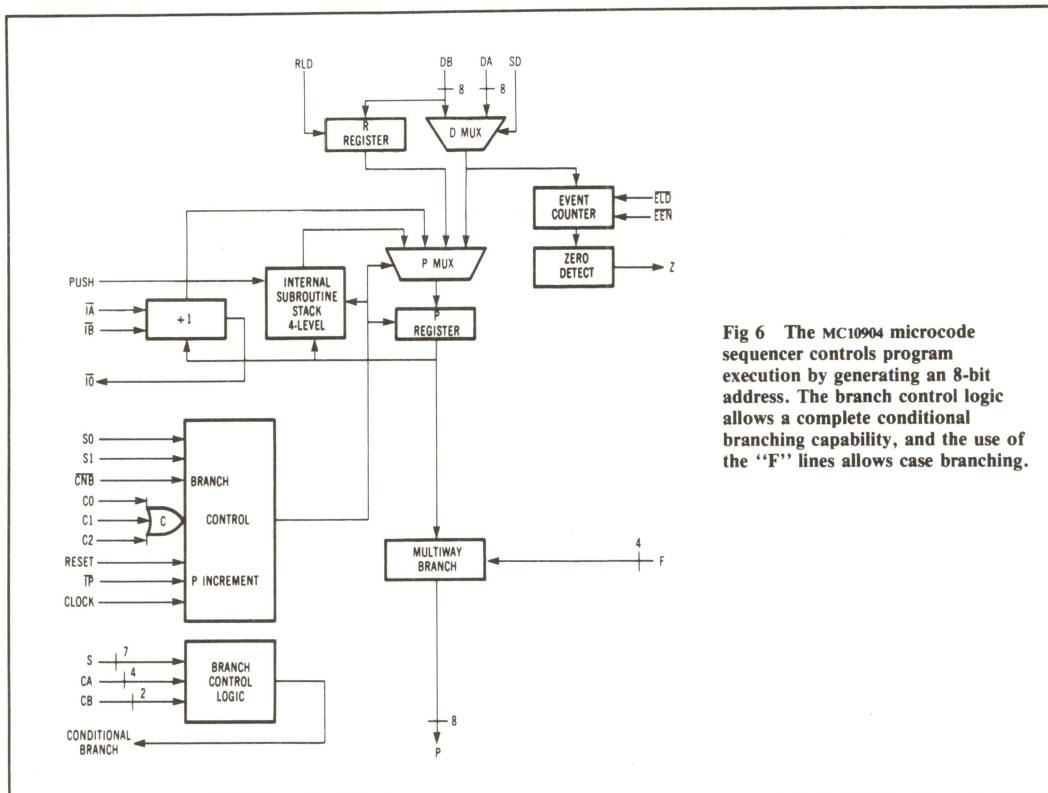 RLD DB DA SD
8 8
R
REGISTER
D MUX
EVENT
COUNTER
ELD
EEN
ZERO
DETECT
Z
P MUX
PUSH
INTERNAL
SUBROUTINE
STACK
4-LEVEL
P
REGISTER
IA
IB
+1
IO
S0
S1
CNB
C0
C1
C2
C
RESET
IP
CLOCK
BRANCH
CONTROL
P INCREMENT
MULTIWAY
BRANCH
4
F
S 7
CA 4
CB 2
BRANCH
CONTROL
LOGIC
CONDITIONAL
BRANCH
8
P
Fig 6 The MC10904 microcode
sequencer controls program
execution by generating an 8-bit
address. The branch control logic
allows a complete conditional
branching capability, and the use of
the “F” lines allows case branching.